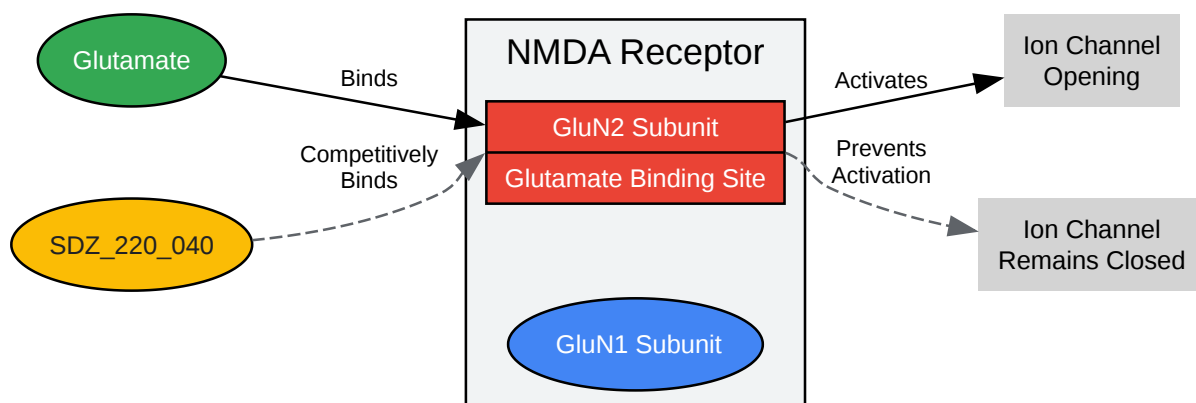 Glutamate
Binds
NMDA Receptor
Activates
Ion Channel
Opening
GluN2 Subunit
Glutamate Binding Site
Competitively
Binds
Prevents
Activation
SDZ_220_040
Ion Channel
Remains Closed
GluN1 Subunit